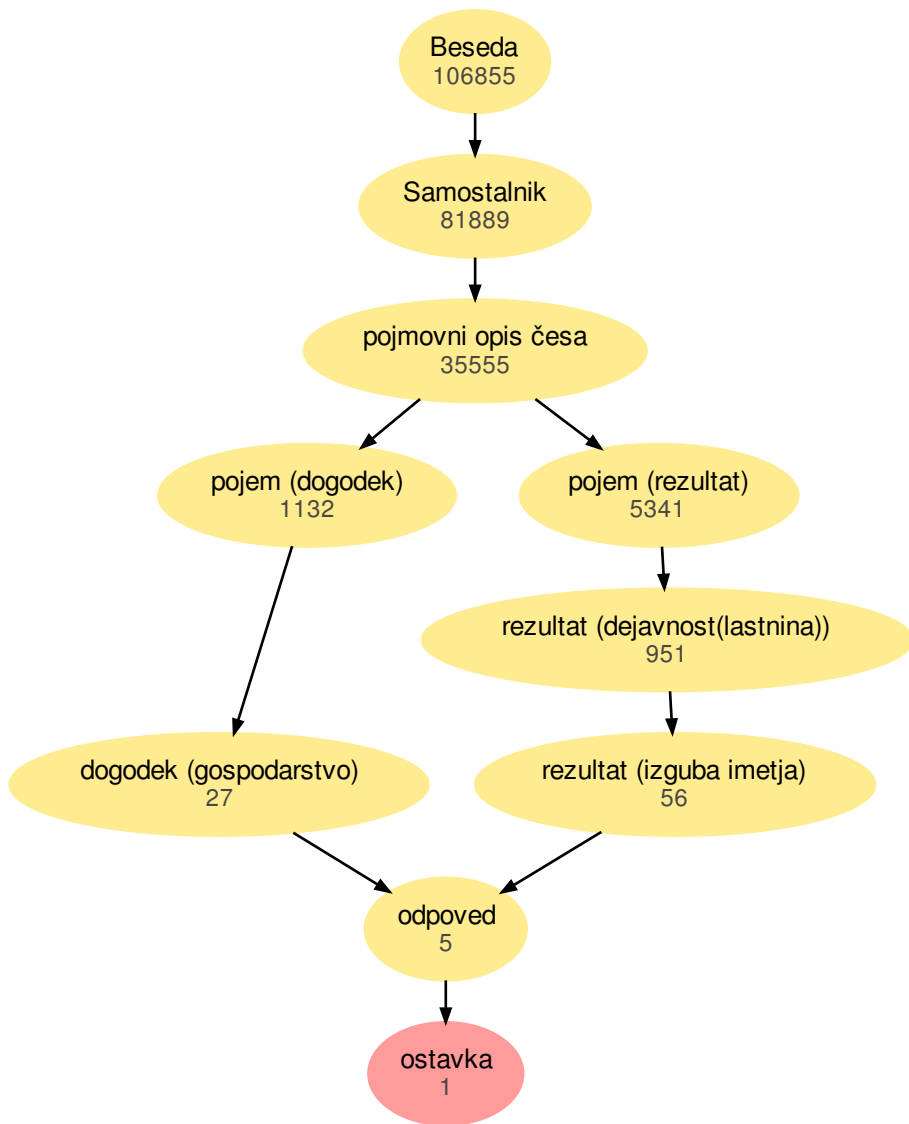 Beseda
106855
Samostalnik
81889
pojmovni opis česa
35555
pojem (dogodek)
1132
pojem (rezultat)
5341
rezultat (dejavnost(lastnina))
951
dogodek (gospodarstvo)
27
rezultat (izguba imetja)
56
odpoved
5
ostavka
1